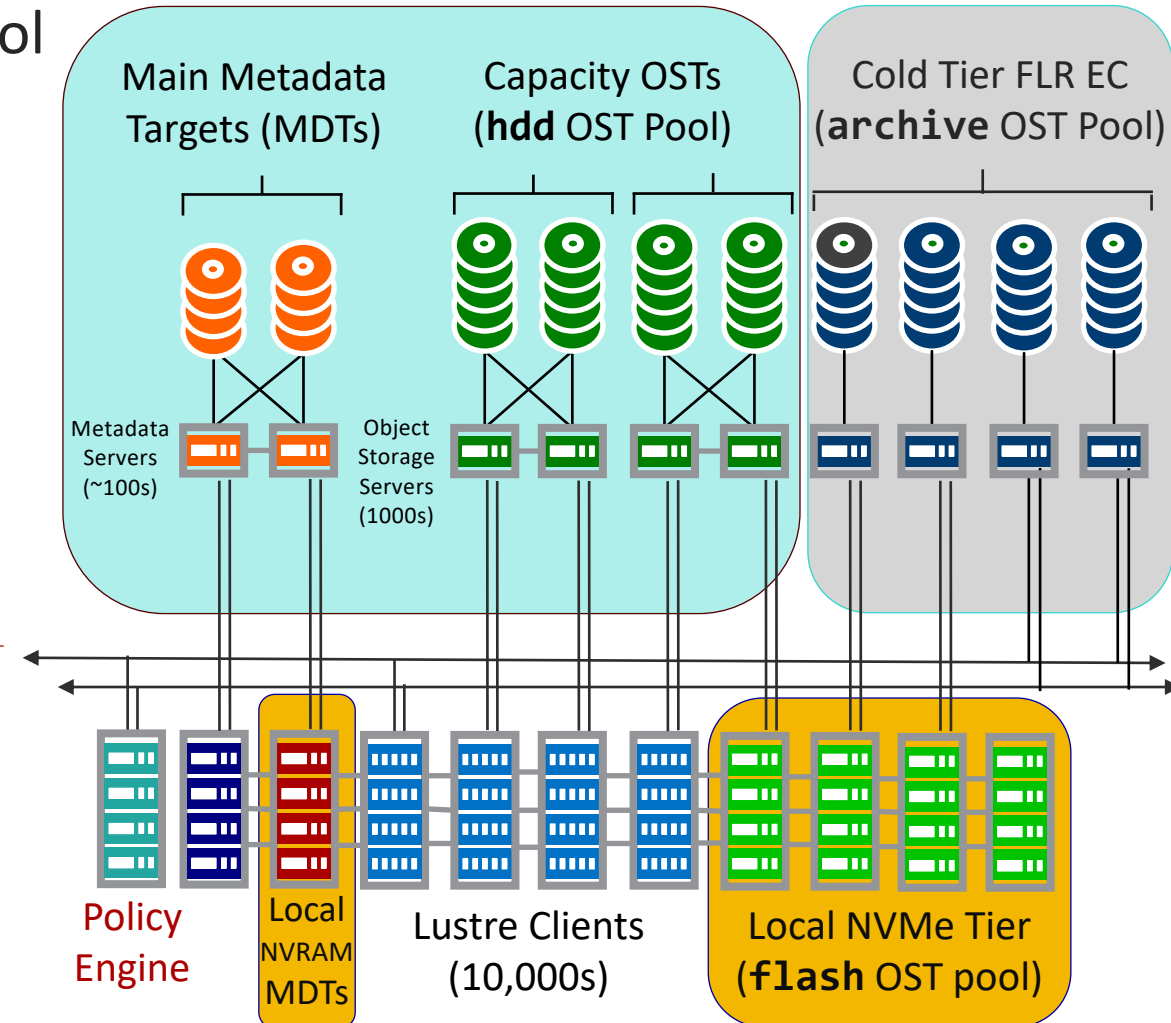 ol
Main Metadata
Targets (MDTs)
Capacity OSTs
(hdd OST Pool)
Cold Tier FLR EC
(archive OST Pool)
Metadata
Servers
(~100s)
Object
Storage
Servers
(1000s)
Policy
Engine
Local
NVRAM
MDTs
Lustre Clients
(10,000s)
Local NVMe Tier
(flash OST pool)